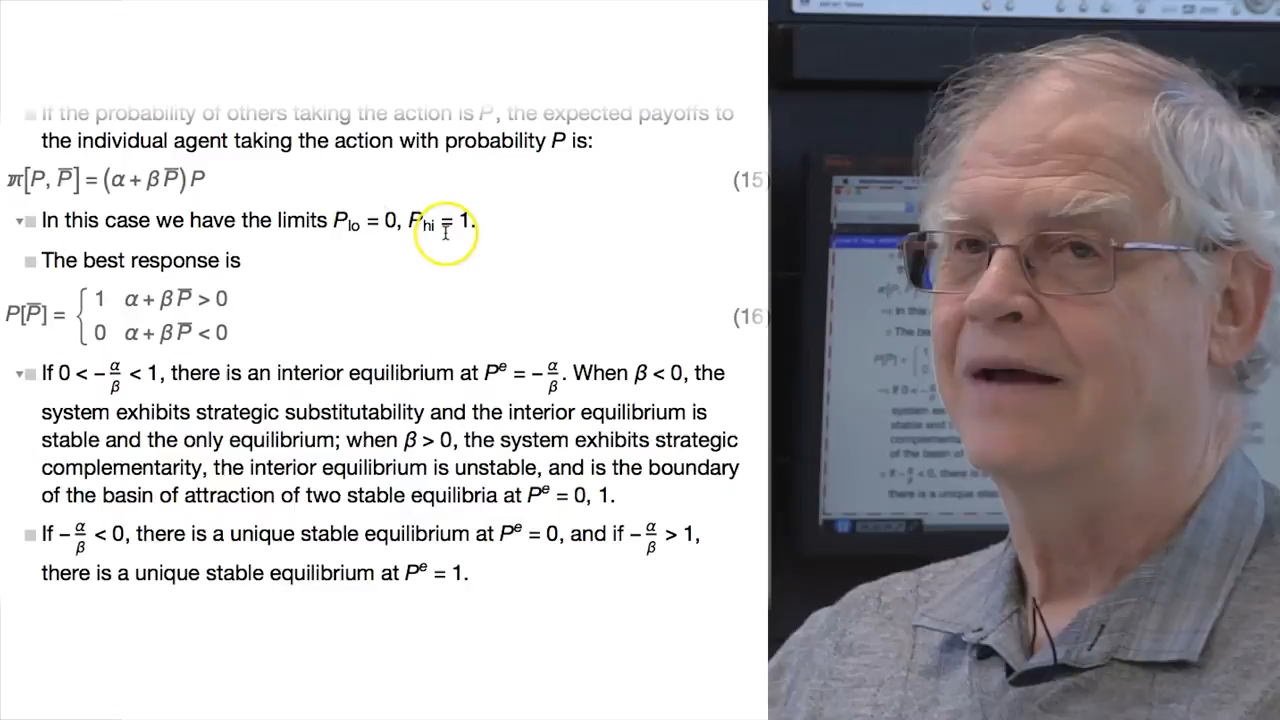 If the probability of others taking the action is P, the expected payoffs to
the individual agent taking the action with probability P is:
π[P, P̅] = (α + β P̅) P (15)
In this case we have the limits Plo = 0, Phi = 1.
The best response is
P[P̅] = { 1 α + β P̅ > 0
0 α + β P̅ < 0 (16)
If 0 < − α/β < 1, there is an interior equilibrium at Pᵉ = − α/β. When β < 0, the
system exhibits strategic substitutability and the interior equilibrium is
stable and the only equilibrium; when β > 0, the system exhibits strategic
complementarity, the interior equilibrium is unstable, and is the boundary
of the basin of attraction of two stable equilibria at Pᵉ = 0, 1.
If − α/β < 0, there is a unique stable equilibrium at Pᵉ = 0, and if − α/β > 1,
there is a unique stable equilibrium at Pᵉ = 1.